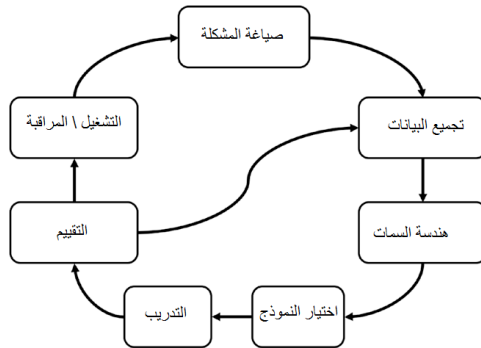 صياغة المشكلة
تجميع البيانات
هندسة السمات
اختيار النموذج
التدريب
التقييم
التشغيل \ المراقبة